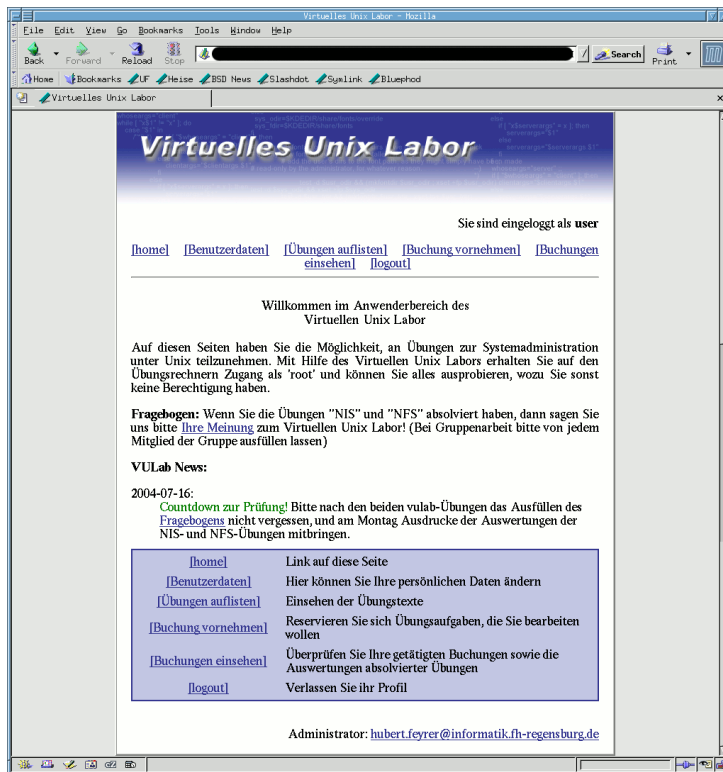 Virtuelles Unix Labor - Mozilla
File Edit View Go Bookmarks Tools Window Help
Back Forward Reload Stop Search Print
Home Bookmarks UF Heise BSD News Slashdot Symlink Bluephod
Virtuelles Unix Labor
Virtuelles Unix Labor
Sie sind eingeloggt als user
[home] [Benutzerdaten] [Übungen auflisten] [Buchung vornehmen] [Buchungen
einsehen] [logout]
Willkommen im Anwenderbereich des
Virtuellen Unix Labor
Auf diesen Seiten haben Sie die Möglichkeit, an Übungen zur Systemadministration
unter Unix teilzunehmen. Mit Hilfe des Virtuellen Unix Labors erhalten Sie auf den
Übungsrechnern Zugang als 'root' und können Sie alles ausprobieren, wozu Sie sonst
keine Berechtigung haben.
Fragebogen: Wenn Sie die Übungen "NIS" und "NFS" absolviert haben, dann sagen Sie
uns bitte Ihre Meinung zum Virtuellen Unix Labor! (Bei Gruppenarbeit bitte von jedem
Mitglied der Gruppe ausfüllen lassen)
VULab News:
2004-07-16:
Countdown zur Prüfung! Bitte nach den beiden vulab-Übungen das Ausfüllen des
Fragebogens nicht vergessen, und am Montag Ausdrucke der Auswertungen der
NIS- und NFS-Übungen mitbringen.
[home] Link auf diese Seite
[Benutzerdaten] Hier können Sie Ihre persönlichen Daten ändern
[Übungen auflisten] Einsehen der Übungstexte
[Buchung vornehmen] Reservieren Sie sich Übungsaufgaben, die Sie bearbeiten
wollen
[Buchungen einsehen] Überprüfen Sie Ihre getätigten Buchungen sowie die
Auswertungen absolvierter Übungen
[logout] Verlassen Sie ihr Profil
Administrator: hubert.feyrer@informatik.fh-regensburg.de